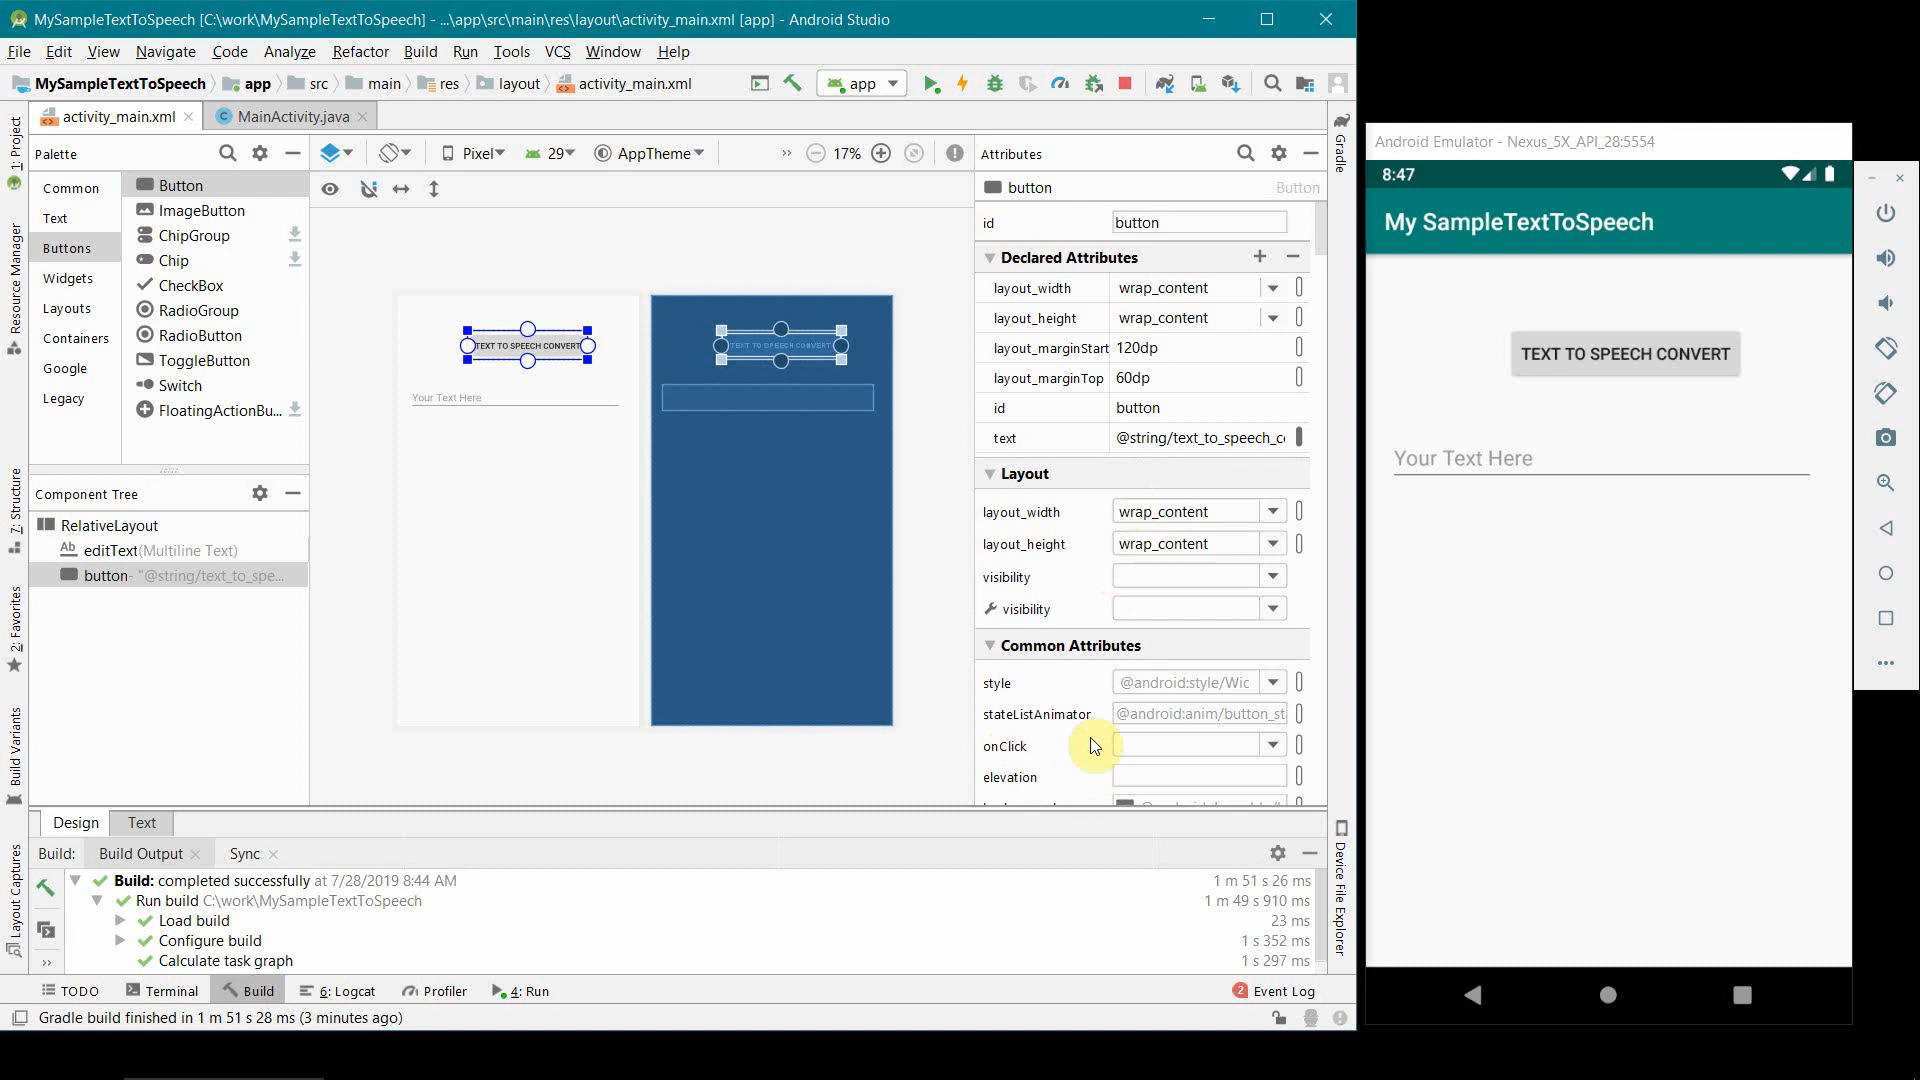 MySampleTextToSpeech [C:\work\MySampleTextToSpeech] - ...\app\src\main\res\layout\activity_main.xml [app] - Android Studio
File Edit View Navigate Code Analyze Refactor Build Run Tools VCS Window Help
MySampleTextToSpeech app src main res layout activity_main.xml app
activity_main.xml MainActivity.java
Palette
Common
Text
Buttons
Widgets
Layouts
Containers
Google
Legacy
Button
ImageButton
ChipGroup
Chip
CheckBox
RadioGroup
RadioButton
ToggleButton
Switch
FloatingActionBu...
Component Tree
RelativeLayout
Ab editText(Multiline Text)
button- "@string/text_to_spe...
Pixel 29 AppTheme » 17%
TEXT TO SPEECH CONVERT
Your Text Here
TEXT TO SPEECH CONVERT
Attributes
button Button
id button
Declared Attributes
layout_width wrap_content
layout_height wrap_content
layout_marginStart 120dp
layout_marginTop 60dp
id button
text @string/text_to_speech_c
Layout
layout_width wrap_content
layout_height wrap_content
visibility
visibility
Common Attributes
style @android:style/Wic
stateListAnimator @android:anim/button_st
onClick
elevation
Design Text
Build: Build Output Sync
Build: completed successfully at 7/28/2019 8:44 AM 1 m 51 s 26 ms
Run build C:\work\MySampleTextToSpeech 1 m 49 s 910 ms
Load build 23 ms
Configure build 1 s 352 ms
Calculate task graph 1 s 297 ms
»
TODO Terminal Build 6: Logcat Profiler 4: Run 2 Event Log
Gradle build finished in 1 m 51 s 28 ms (3 minutes ago)
1: Project
Resource Manager
7: Structure
2: Favorites
Build Variants
Layout Captures
Gradle
Device File Explorer
Android Emulator - Nexus_5X_API_28:5554
8:47
My SampleTextToSpeech
TEXT TO SPEECH CONVERT
Your Text Here